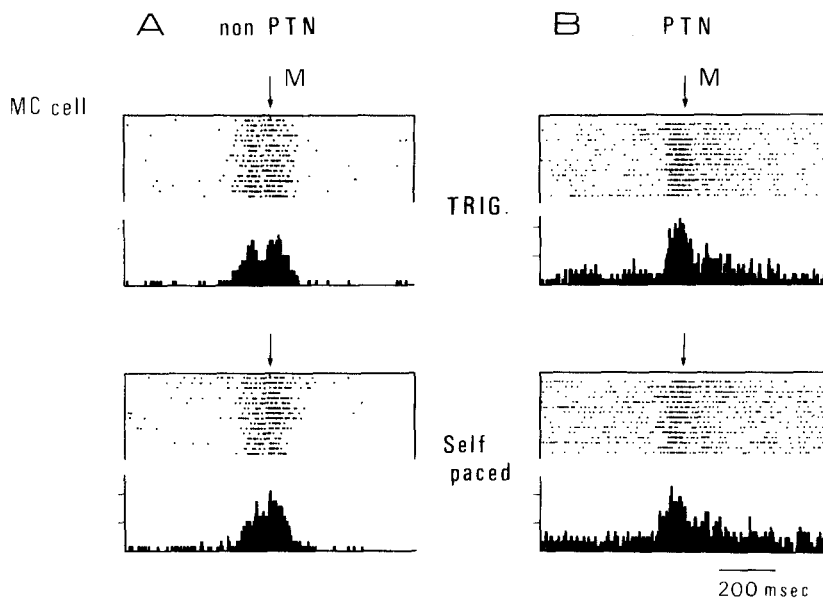 A non PTN
B PTN
M
M
MC cell
TRIG.
Self
paced
200 msec